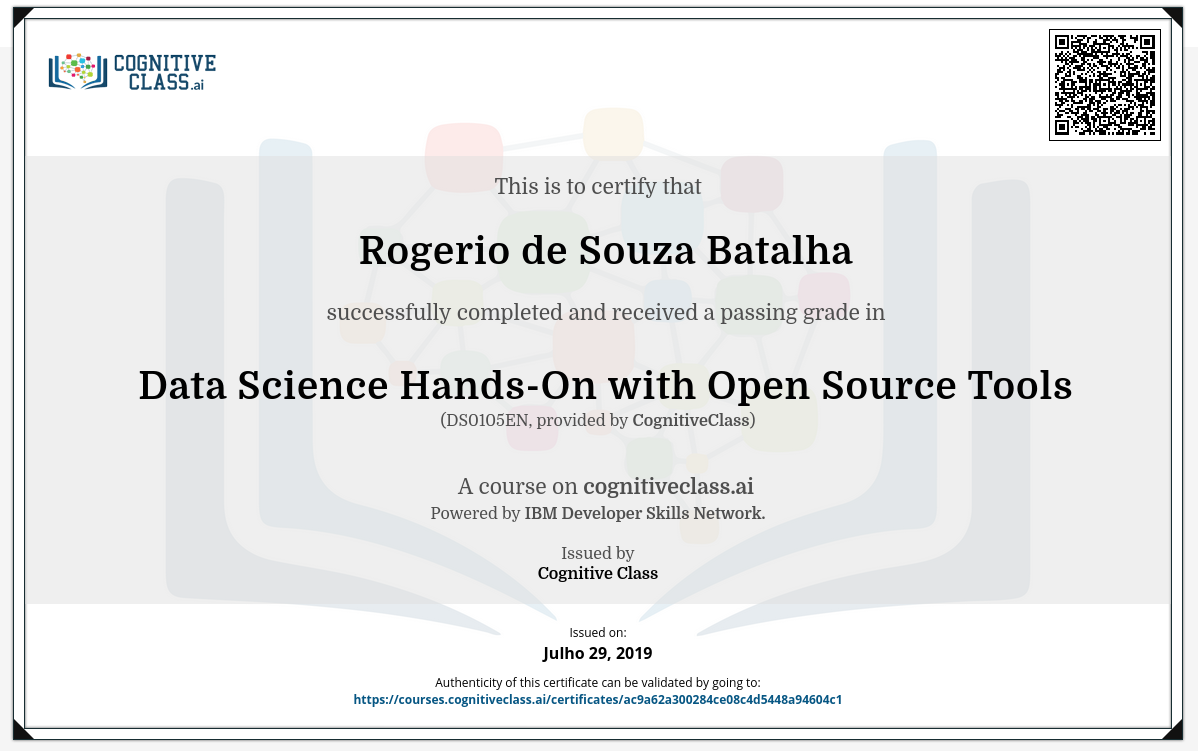 COGNITIVE
CLASS.ai
This is to certify that
Rogerio de Souza Batalha
successfully completed and received a passing grade in
Data Science Hands-On with Open Source Tools
(DS0105EN, provided by CognitiveClass)
A course on cognitiveclass.ai
Powered by IBM Developer Skills Network.
Issued by
Cognitive Class
Issued on:
Julho 29, 2019
Authenticity of this certificate can be validated by going to:
https://courses.cognitiveclass.ai/certificates/ac9a62a300284ce08c4d5448a94604c1